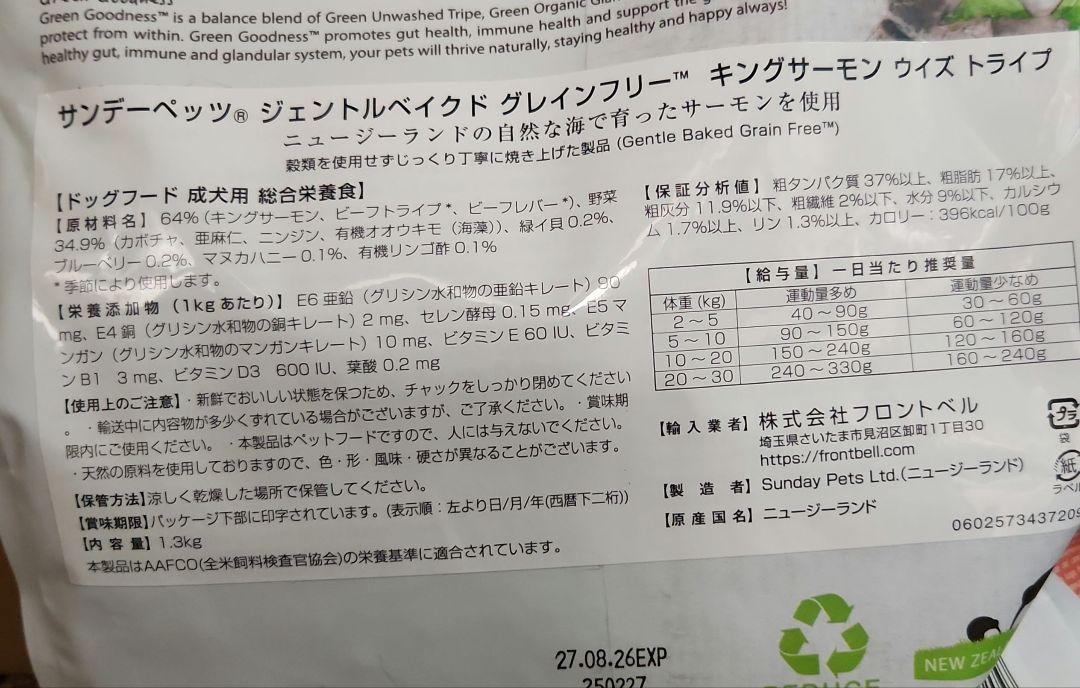 Green Goodness™ is a balance blend of Green Unwashed Tripe, Green Organic
protect from within. Green Goodness™ promotes gut health, immune health and support the
healthy gut, immune and glandular system, your pets will thrive naturally, staying healthy and happy always!
サンデーペッツ® ジェントルベイクド グレインフリー™ キングサーモン ウイズ トライプ
ニュージーランドの自然な海で育ったサーモンを使用
穀類を使用せずじっくり丁寧に焼き上げた製品 (Gentle Baked Grain Free™)
【ドッグフード 成犬用 総合栄養食】
【原材料名】 64% (キングサーモン、ビーフトライプ*、ビーフレバー*)、野菜
34.9% (カボチャ、亜麻仁、ニンジン、有機オオウキモ (海藻))、緑イ貝 0.2%、
ブルーベリー 0.2%、マヌカハニー 0.1%、有機リンゴ酢 0.1%
*季節により使用します。
【栄養添加物 (1kgあたり)】 E6 亜鉛 (グリシン水和物の亜鉛キレート) 90
mg、E4 銅 (グリシン水和物の銅キレート) 2 mg、セレン酵母 0.15 mg、E5 マ
ンガン (グリシン水和物のマンガンキレート) 10 mg、ビタミン E 60 IU、ビタミ
ン B1 3 mg、ビタミン D3 600 IU、葉酸 0.2 mg
【使用上のご注意】・新鮮でおいしい状態を保つため、チャックをしっかり閉めてください
。・輸送中に内容物が多少くずれている場合がございますが、ご了承ください。・賞味期
限内にご使用ください。・本製品はペットフードですので、人には与えないでください。
・天然の原料を使用しておりますので、色・形・風味・硬さが異なることがございます。
【保管方法】涼しく乾燥した場所で保管してください。
【賞味期限】パッケージ下部に印字されています。(表示順：左より日/月/年(西暦下二桁))
【内 容 量】1.3kg
本製品はAAFCO(全米飼料検査官協会)の栄養基準に適合されています。
【保証分析値】 粗タンパク質 37%以上、粗脂肪 17%以上、
粗灰分 11.9%以下、粗繊維 2%以下、水分 9%以下、カルシウ
ム 1.7%以上、リン 1.3%以上、カロリー：396kcal/100g
【給与量】一日当たり推奨量
体重 (kg) 運動量多め 運動量少なめ
2～5 40～90g 30～60g
5～10 90～150g 60～120g
10～20 150～240g 120～160g
20～30 240～330g 160～240g
【輸入業者】株式会社フロントベル
埼玉県さいたま市見沼区卸町1丁目30
https://frontbell.com
【製 造 者】Sunday Pets Ltd.(ニュージーランド)
【原産国名】ニュージーランド
プラ
袋
紙
ラベル
060257343720
27.08.26EXP
250227
REDUCE
NEW ZEA